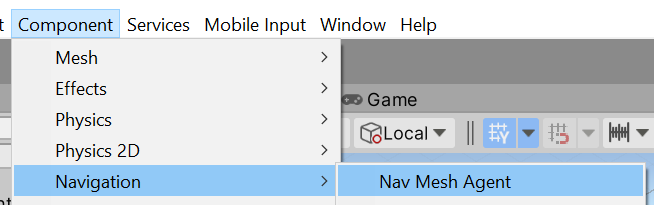 t Component Services Mobile Input Window Help
Mesh
Effects
Game
Physics
Local
Physics 2D
Navigation Nav Mesh Agent